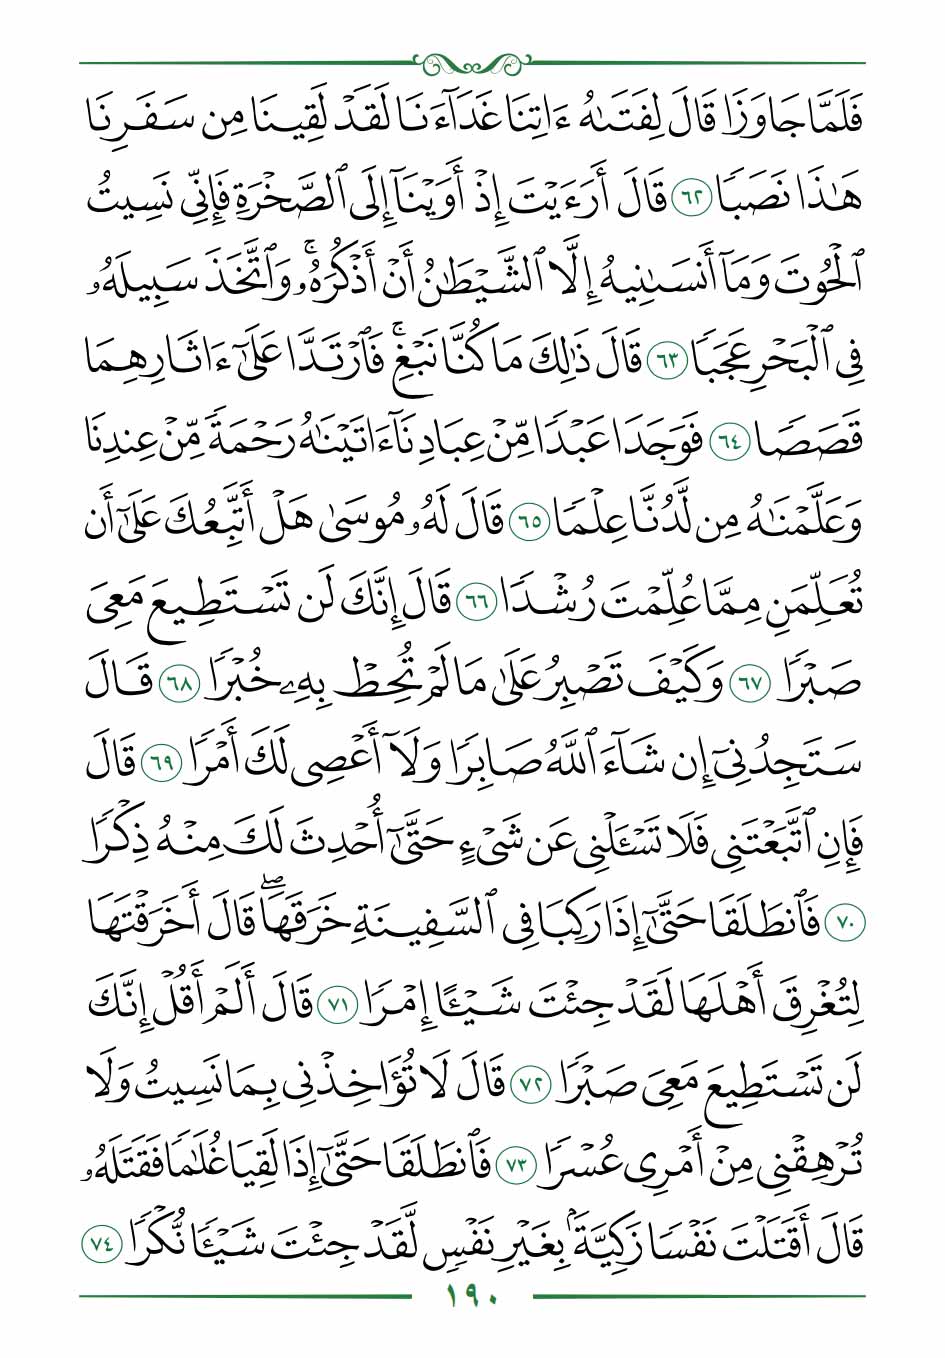 فَلَمَّا جَاوَزَا قَالَ لِفَتَىٰهُ ءَاتِنَا غَدَآءَنَا لَقَدۡ لَقِينَا مِن سَفَرِنَا
هَٰذَا نَصَبٗا ٦٢ قَالَ أَرَءَيۡتَ إِذۡ أَوَيۡنَآ إِلَى ٱلصَّخۡرَةِ فَإِنِّي نَسِيتُ
ٱلۡحُوتَ وَمَآ أَنسَىٰنِيهُ إِلَّا ٱلشَّيۡطَٰنُ أَنۡ أَذۡكُرَهُۥۚ وَٱتَّخَذَ سَبِيلَهُۥ
فِي ٱلۡبَحۡرِ عَجَبٗا ٦٣ قَالَ ذَٰلِكَ مَا كُنَّا نَبۡغِۚ فَٱرۡتَدَّا عَلَىٰٓ ءَاثَارِهِمَا
قَصَصٗا ٦٤ فَوَجَدَا عَبۡدٗا مِّنۡ عِبَادِنَآ ءَاتَيۡنَٰهُ رَحۡمَةٗ مِّنۡ عِندِنَا
وَعَلَّمۡنَٰهُ مِن لَّدُنَّا عِلۡمٗا ٦٥ قَالَ لَهُۥ مُوسَىٰ هَلۡ أَتَّبِعُكَ عَلَىٰٓ أَن
تُعَلِّمَنِ مِمَّا عُلِّمۡتَ رُشۡدٗا ٦٦ قَالَ إِنَّكَ لَن تَسۡتَطِيعَ مَعِيَ
صَبۡرٗا ٦٧ وَكَيۡفَ تَصۡبِرُ عَلَىٰ مَا لَمۡ تُحِطۡ بِهِۦ خُبۡرٗا ٦٨ قَالَ
سَتَجِدُنِيٓ إِن شَآءَ ٱللَّهُ صَابِرٗا وَلَآ أَعۡصِي لَكَ أَمۡرٗا ٦٩ قَالَ
فَإِنِ ٱتَّبَعۡتَنِي فَلَا تَسۡـَٔلۡنِي عَن شَيۡءٍ حَتَّىٰٓ أُحۡدِثَ لَكَ مِنۡهُ ذِكۡرٗا
٧٠ فَٱنطَلَقَا حَتَّىٰٓ إِذَا رَكِبَا فِي ٱلسَّفِينَةِ خَرَقَهَاۖ قَالَ أَخَرَقۡتَهَا
لِتُغۡرِقَ أَهۡلَهَا لَقَدۡ جِئۡتَ شَيۡـًٔا إِمۡرٗا ٧١ قَالَ أَلَمۡ أَقُلۡ إِنَّكَ
لَن تَسۡتَطِيعَ مَعِيَ صَبۡرٗا ٧٢ قَالَ لَا تُؤَاخِذۡنِي بِمَا نَسِيتُ وَلَا
تُرۡهِقۡنِي مِنۡ أَمۡرِي عُسۡرٗا ٧٣ فَٱنطَلَقَا حَتَّىٰٓ إِذَا لَقِيَا غُلَٰمٗا فَقَتَلَهُۥ
قَالَ أَقَتَلۡتَ نَفۡسٗا زَكِيَّةَۢ بِغَيۡرِ نَفۡسٖ لَّقَدۡ جِئۡتَ شَيۡـٔٗا نُّكۡرٗا ٧٤
١٩٠